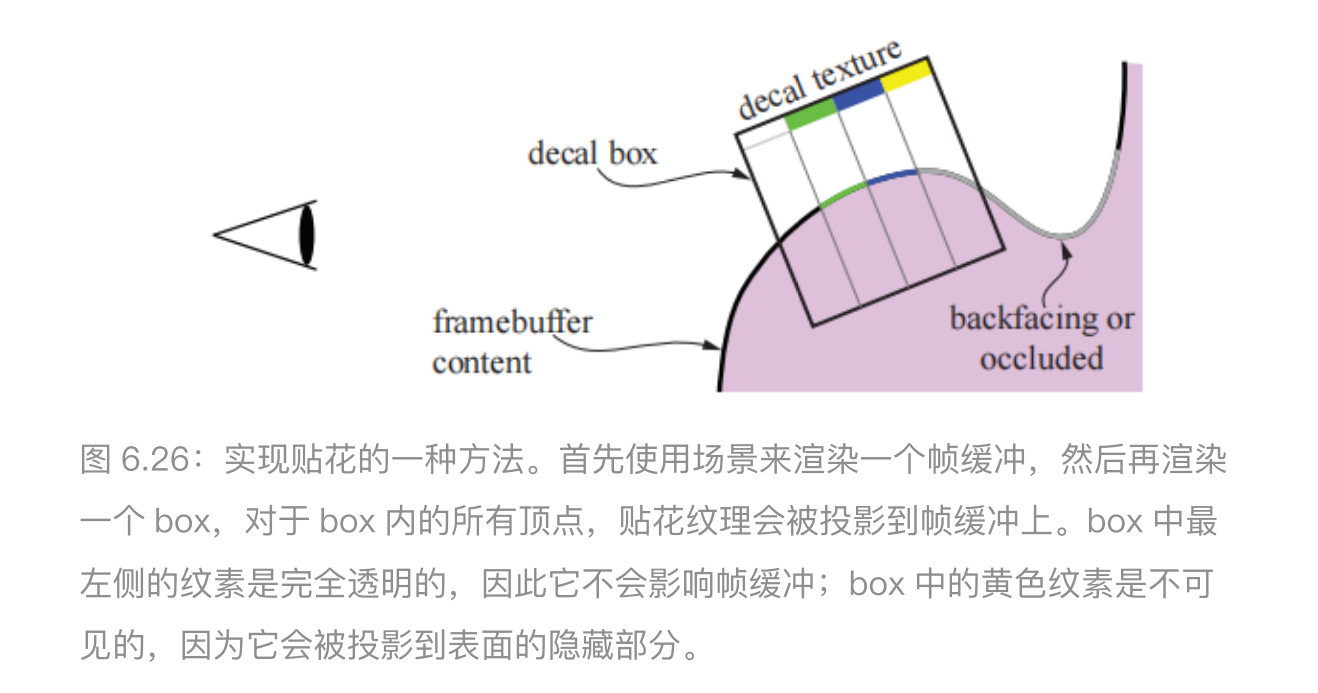 decal texture
decal box
framebuffer
content
backfacing or
occluded
图 6.26：实现贴花的一种方法。首先使用场景来渲染一个帧缓冲，然后再渲染
一个 box，对于 box 内的所有顶点，贴花纹理会被投影到帧缓冲上。box 中最
左侧的纹素是完全透明的，因此它不会影响帧缓冲；box 中的黄色纹素是不可
见的，因为它会被投影到表面的隐藏部分。